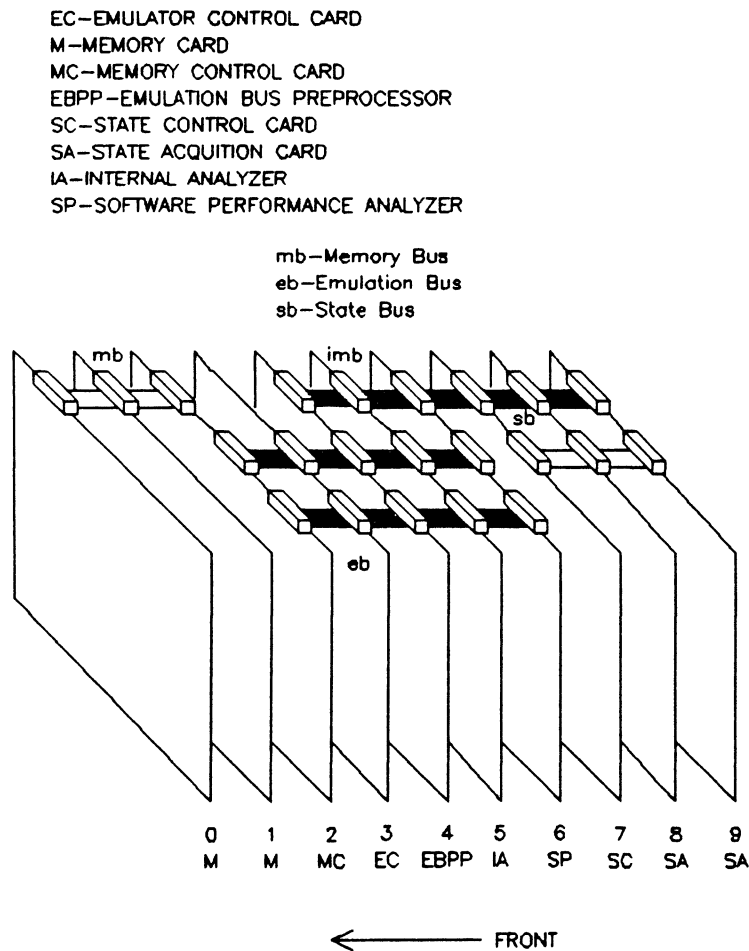 EC-EMULATOR CONTROL CARD
M-MEMORY CARD
MC-MEMORY CONTROL CARD
EBPP-EMULATION BUS PREPROCESSOR
SC-STATE CONTROL CARD
SA-STATE ACQUITION CARD
IA-INTERNAL ANALYZER
SP-SOFTWARE PERFORMANCE ANALYZER
mb-Memory Bus
eb-Emulation Bus
sb-State Bus
mb imb
sb
eb
0 1 2 3 4 5 6 7 8 9
M M MC EC EBPP IA SP SC SA SA
FRONT